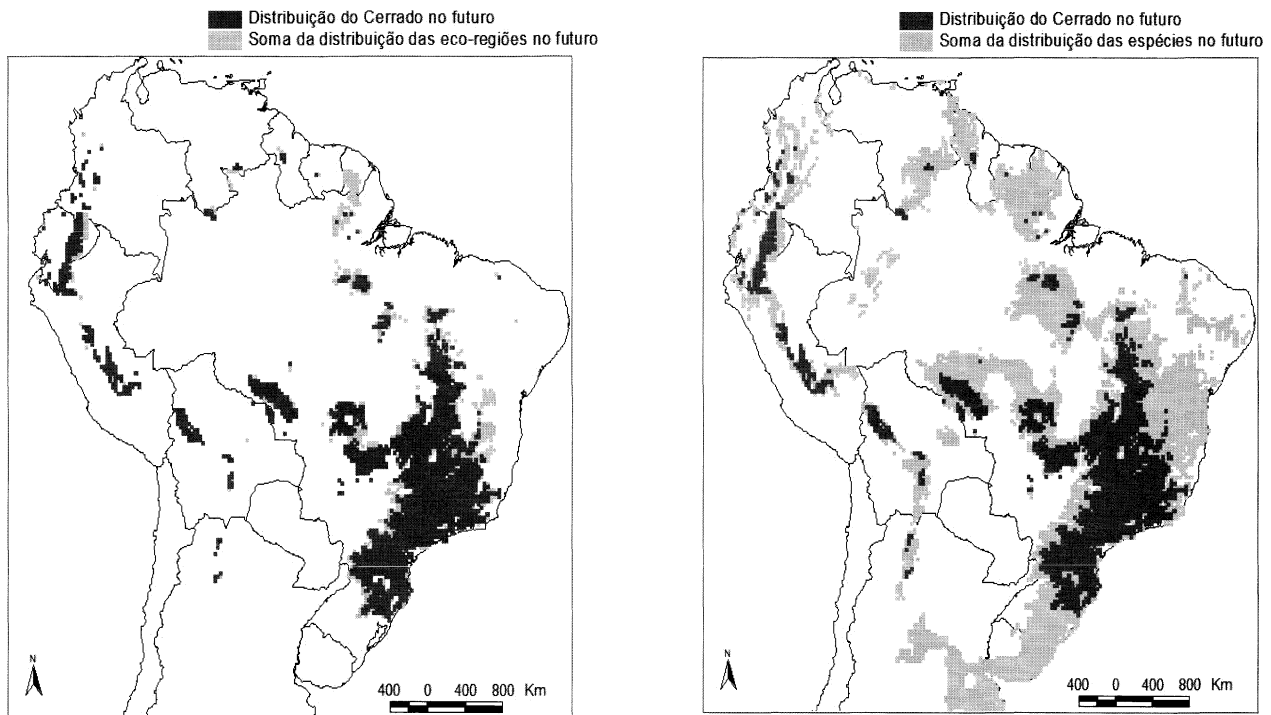 Distribuição do Cerrado no futuro
Soma da distribuição das eco-regiões no futuro
N
400 0 400 800 Km
Distribuição do Cerrado no futuro
Soma da distribuição das espécies no futuro
N
400 0 400 800 Km